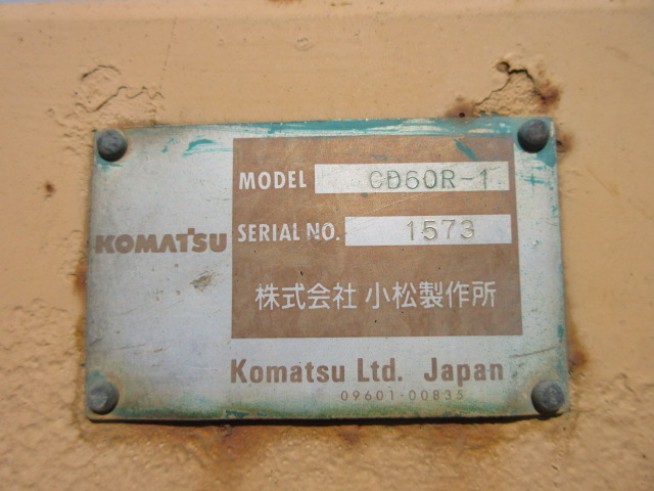 MODEL CD60R-1
KOMATSU
SERIAL NO. 1573
株式会社 小松製作所
Komatsu Ltd. Japan
09601-00835